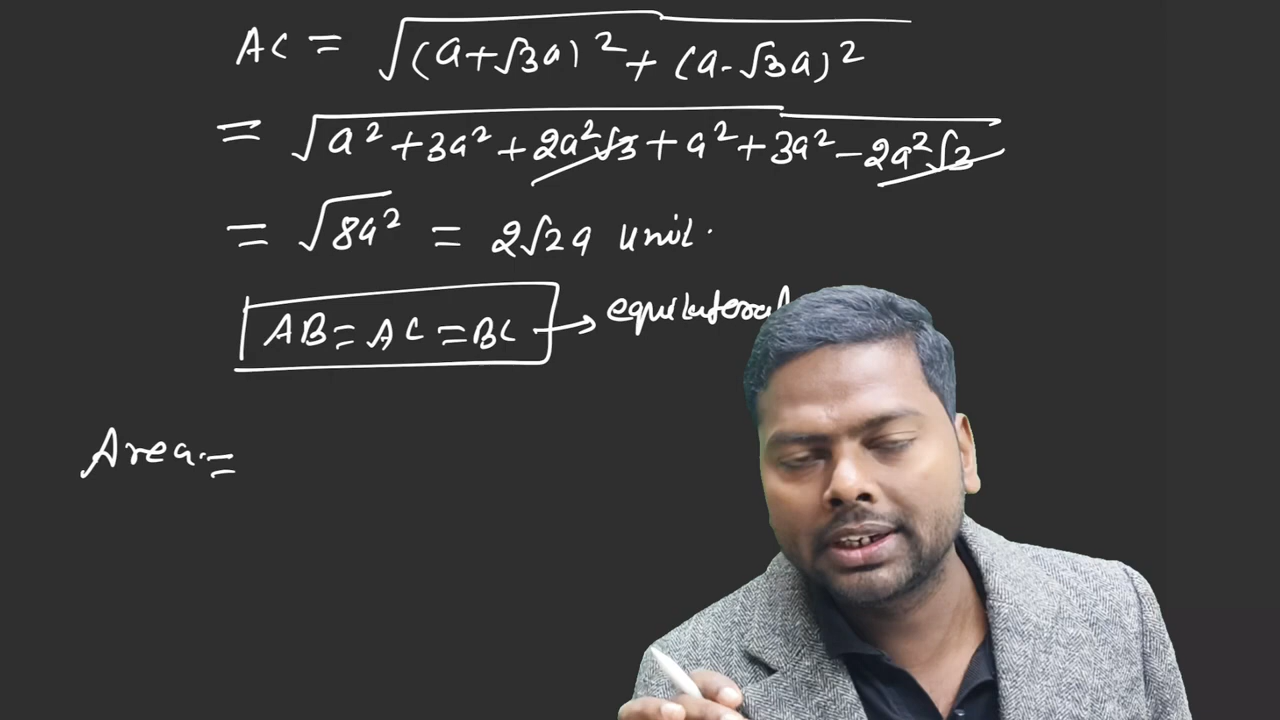 AC = √(a+√3a)² + (a-√3a)²
= √a² + 3a² + 2a²√3 + a² + 3a² - 2a²√3
= √8a² = 2√2a unit.
AB = AC = BC → equilateral
Area =